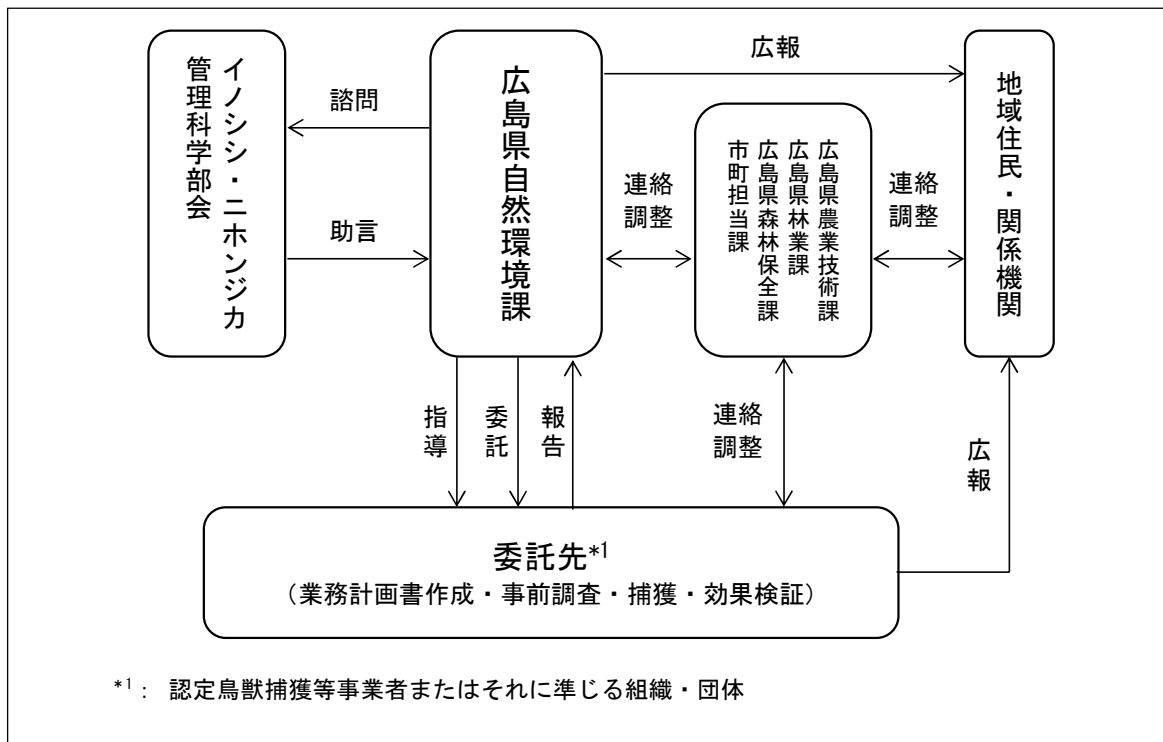 イノシシ・ニホンジカ
管理科学部会
諮問
助言
広島県自然環境課
広報
連絡
調整
広島県農業技術課
広島県林業課
広島県森林保全課
市町担当課
連絡
調整
地域住民・関係機関
指導
委託
報告
連絡
調整
広報
委託先*1
（業務計画書作成・事前調査・捕獲・効果検証）
*1： 認定鳥獣捕獲等事業者またはそれに準じる組織・団体